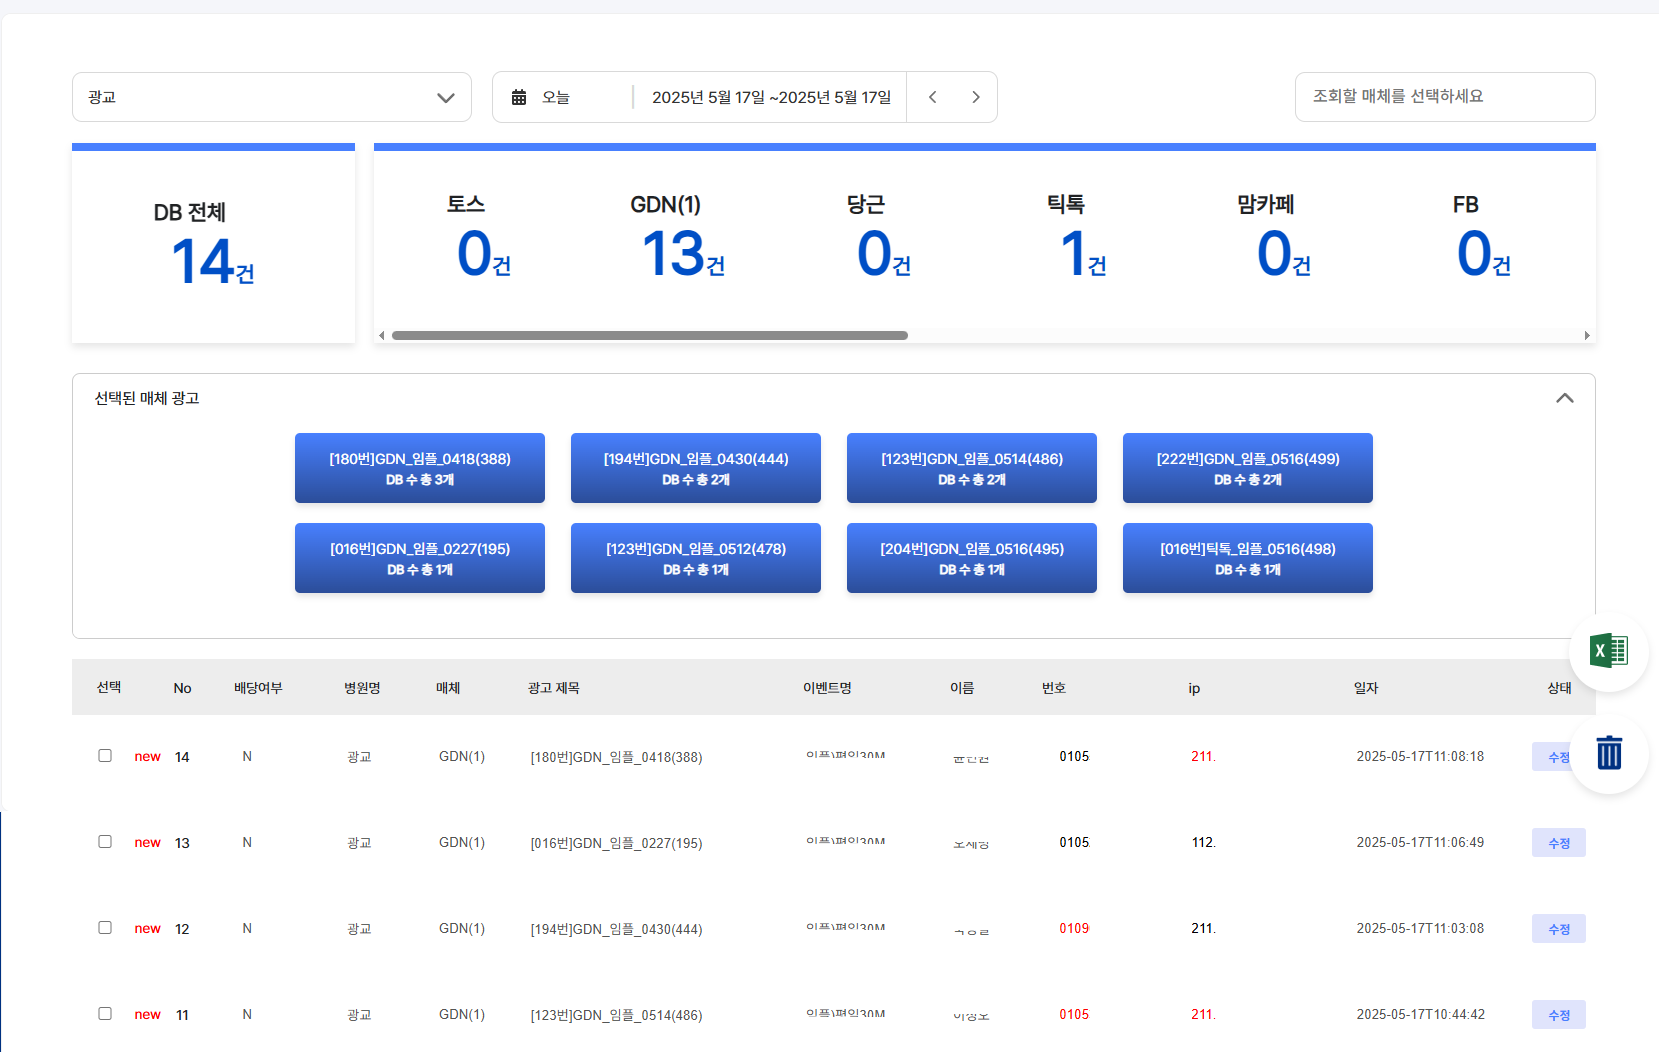 광교
오늘 2025년 5월 17일 ~2025년 5월 17일
조회할 매체를 선택하세요
DB 전체
14건
토스 GDN(1) 당근 틱톡 맘카페 FB
0건 13건 0건 1건 0건 0건
선택된 매체 광고
[180번]GDN_임플_0418(388)
DB 수 총 3개
[194번]GDN_임플_0430(444)
DB 수 총 2개
[123번]GDN_임플_0514(486)
DB 수 총 2개
[222번]GDN_임플_0516(499)
DB 수 총 2개
[016번]GDN_임플_0227(195)
DB 수 총 1개
[123번]GDN_임플_0512(478)
DB 수 총 1개
[204번]GDN_임플_0516(495)
DB 수 총 1개
[016번]틱톡_임플_0516(498)
DB 수 총 1개
선택 No 배당여부 병원명 매체 광고 제목 이벤트명 이름 번호 ip 일자 상태
new 14 N 광교 GDN(1) [180번]GDN_임플_0418(388) 0105 211. 2025-05-17T11:08:18 수정
new 13 N 광교 GDN(1) [016번]GDN_임플_0227(195) 0105 112. 2025-05-17T11:06:49 수정
new 12 N 광교 GDN(1) [194번]GDN_임플_0430(444) 0109 211. 2025-05-17T11:03:08 수정
new 11 N 광교 GDN(1) [123번]GDN_임플_0514(486) 0105 211. 2025-05-17T10:44:42 수정